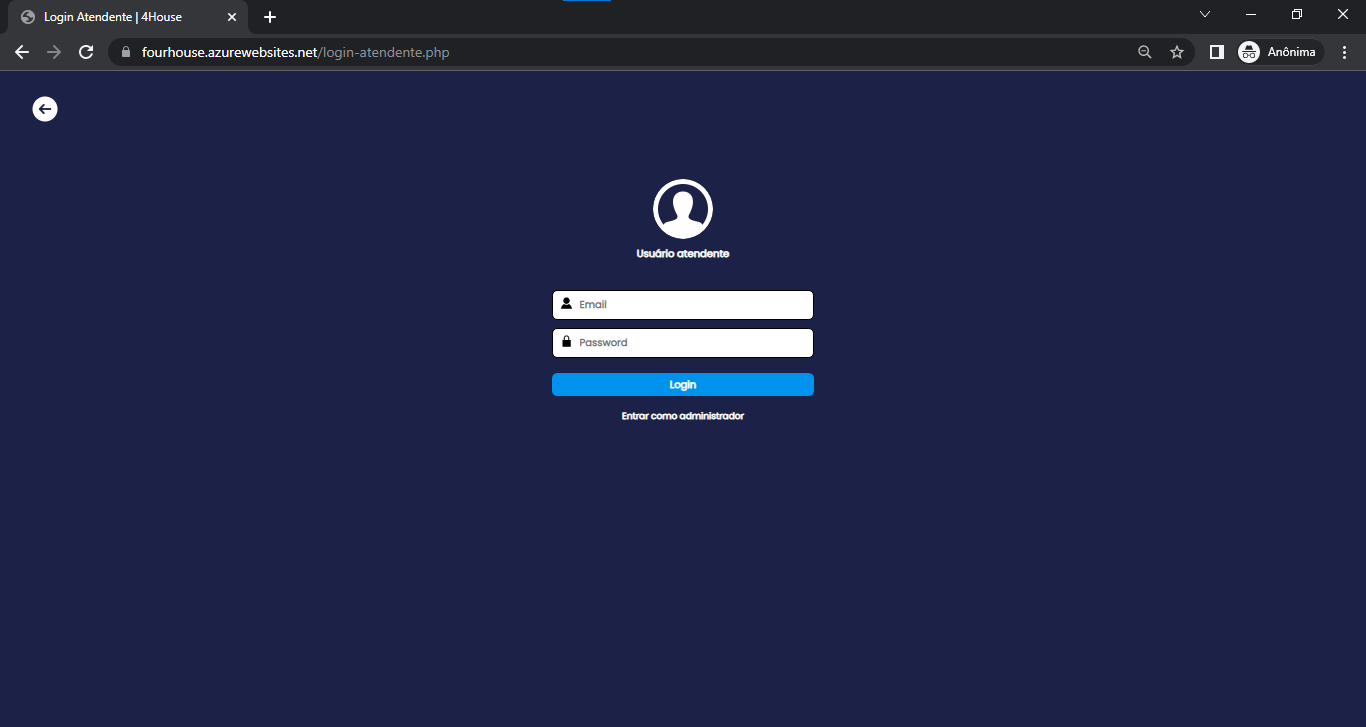 Login Atendente | 4House
fourhouse.azurewebsites.net/login-atendente.php
Anônima
Usuário atendente
Email
Password
Login
Entrar como administrador